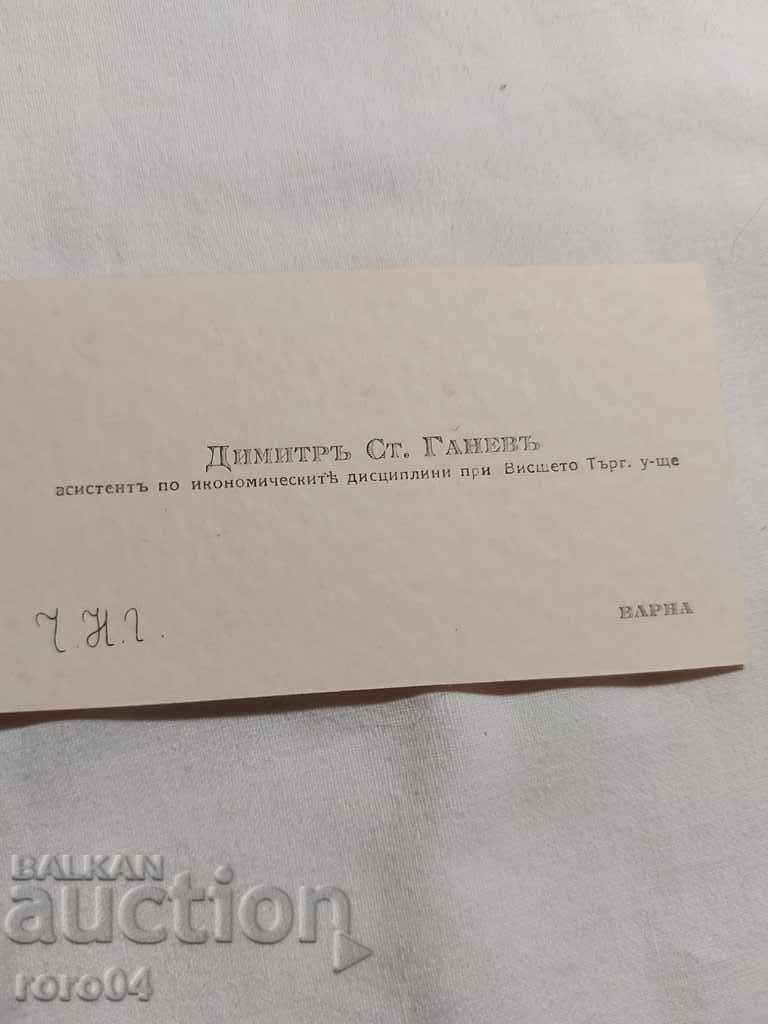 Димитръ Ст. Ганевъ
асистентъ по икономическитѣ дисциплини при Висшето Търг. у-ще
Ч.Н.Г.
ВАРНА
BALKAN
auction
roro04